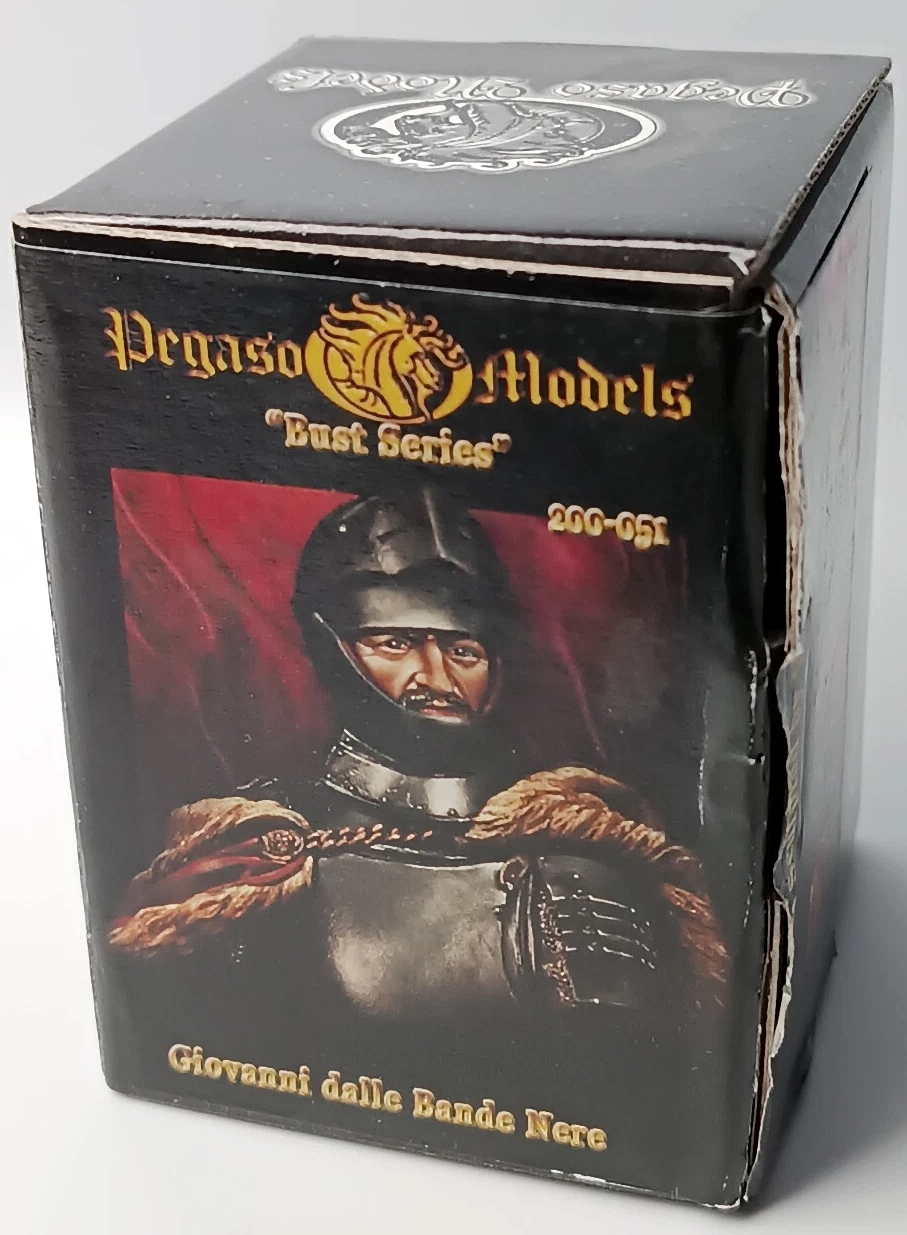 Pegaso Models
Pegaso Models
"Bust Series"
200-051
Giovanni dalle Bande Nere